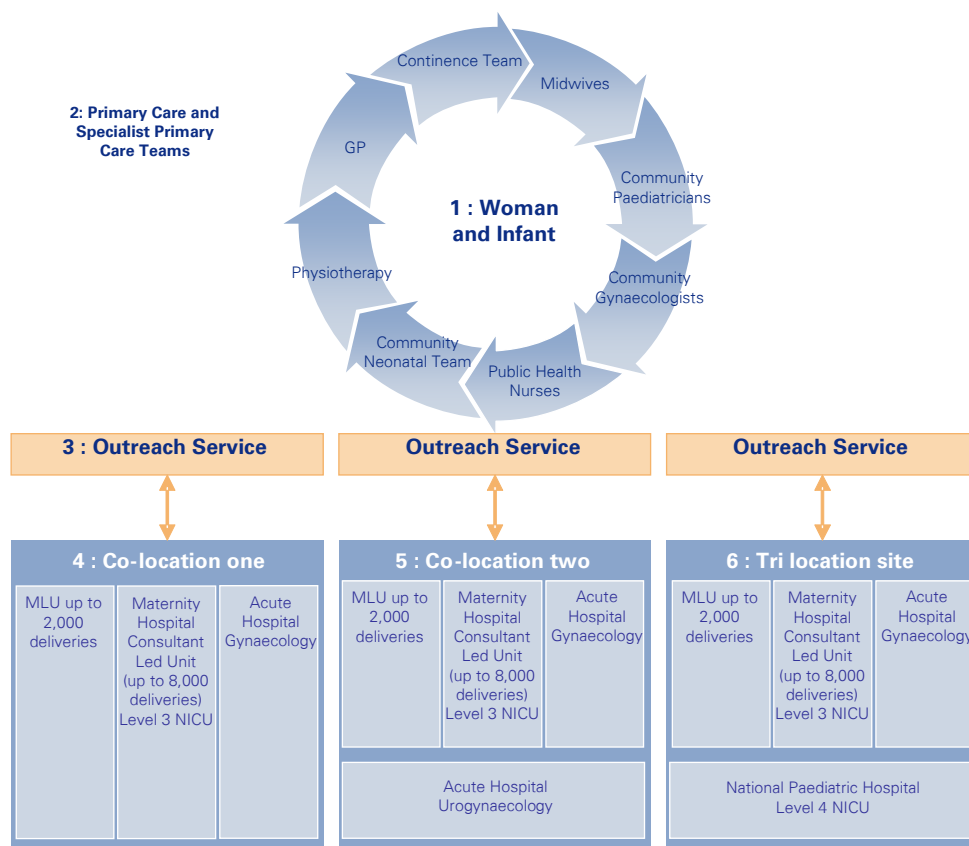 2: Primary Care and
Specialist Primary
Care Teams
Continence Team
Midwives
Community
Paediatricians
Community
Gynaecologists
Public Health
Nurses
Community
Neonatal Team
Physiotherapy
GP
1 : Woman
and Infant
3 : Outreach Service
Outreach Service
Outreach Service
4 : Co-location one
MLU up to
2,000
deliveries
Maternity
Hospital
Consultant
Led Unit
(up to 8,000
deliveries)
Level 3 NICU
Acute
Hospital
Gynaecology
5 : Co-location two
MLU up to
2,000
deliveries
Maternity
Hospital
Consultant
Led Unit
(up to 8,000
deliveries)
Level 3 NICU
Acute
Hospital
Gynaecology
Acute Hospital
Urogynaecology
6 : Tri location site
MLU up to
2,000
deliveries
Maternity
Hospital
Consultant
Led Unit
(up to 8,000
deliveries)
Level 3 NICU
Acute
Hospital
Gynaecology
National Paediatric Hospital
Level 4 NICU